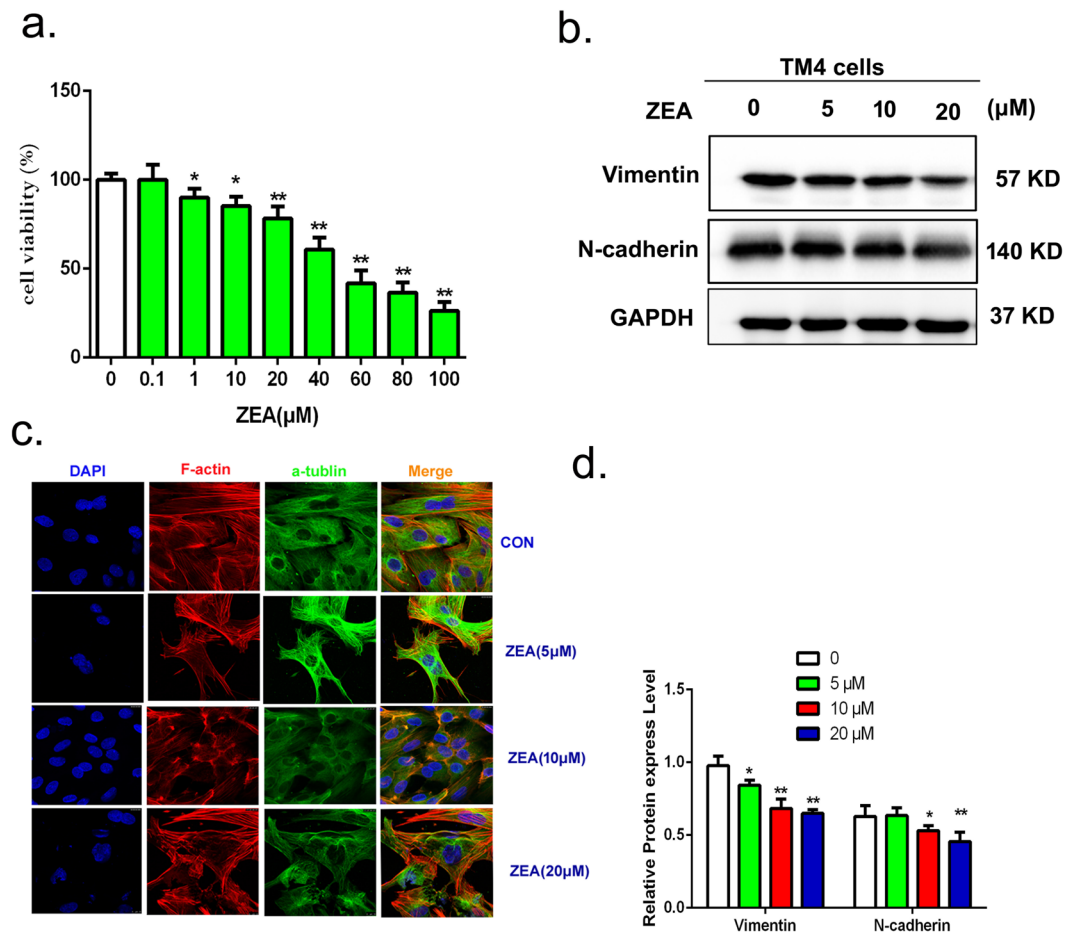 a.
150
100
50
0
cell viability (%)
* * ** ** ** ** **
0 0.1 1 10 20 40 60 80 100
ZEA(μM)
b.
TM4 cells
ZEA 0 5 10 20 (μM)
Vimentin 57 KD
N-cadherin 140 KD
GAPDH 37 KD
c.
DAPI F-actin a-tublin Merge
CON
ZEA(5μM)
ZEA(10μM)
ZEA(20μM)
d.
0
5 μM
10 μM
20 μM
Relative Protein express Level
1.5
1.0
0.5
0.0
* ** ** * **
Vimentin N-cadherin